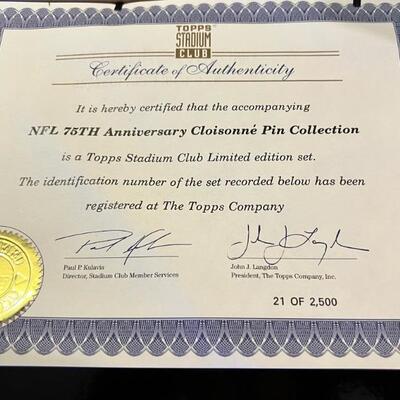 TOPPS
STADIUM
CLUB
Certificate of Authenticity
It is hereby certified that the accompanying
NFL 75TH Anniversary Cloisonné Pin Collection
is a Topps Stadium Club Limited edition set.
The identification number of the set recorded below has been
registered at The Topps Company
Paul P. Kulavis
Director, Stadium Club Member Services
John J. Langdon
President, The Topps Company, Inc.
21 OF 2,500